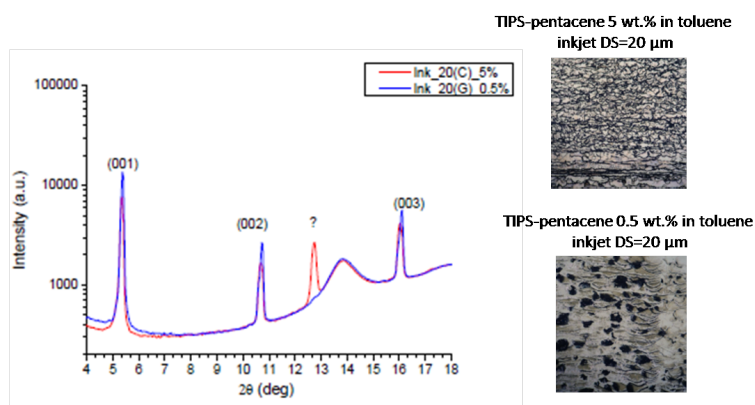 TIPS-pentacene 5 wt.% in toluene
inkjet DS=20 µm
Ink_20(C)_5%
Ink_20(G)_0.5%
100000
10000
1000
Intensity (a.u.)
(001)
(002)
?
(003)
4 5 6 7 8 9 10 11 12 13 14 15 16 17 18
2θ (deg)
TIPS-pentacene 0.5 wt.% in toluene
inkjet DS=20 µm